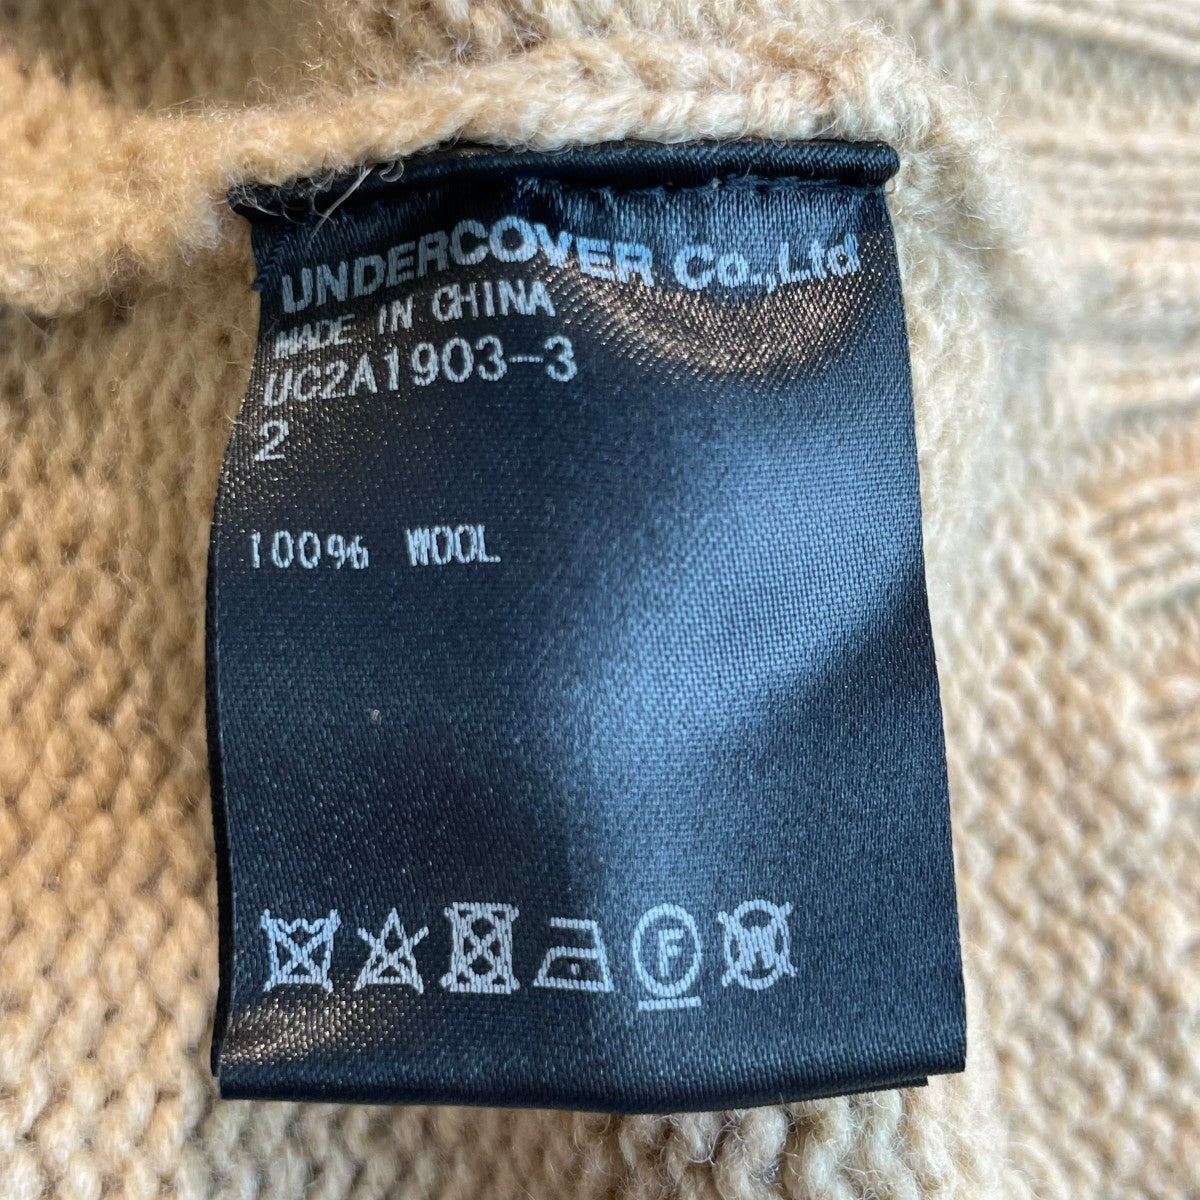 UNDERCOVER Co.,Ltd
MADE IN CHINA
UC2A1903-3
2
100% WOOL
F
W